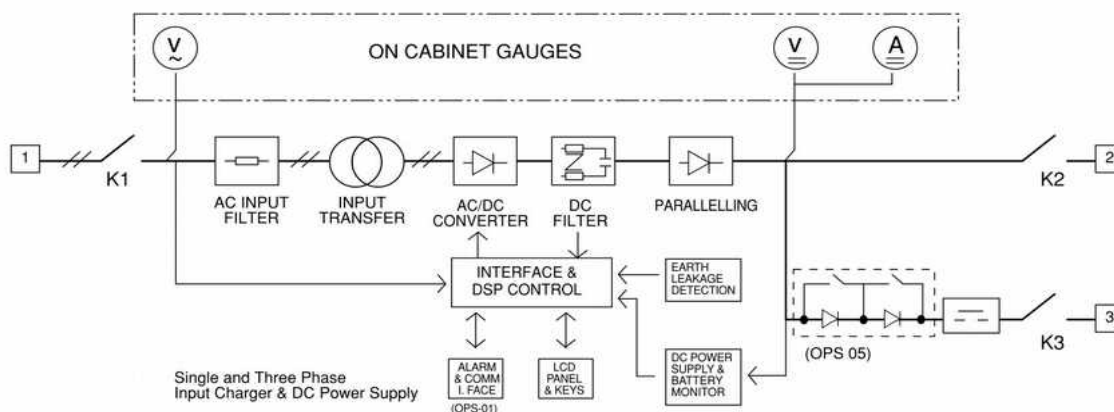 V
~
ON CABINET GAUGES
V
A
1
K1
AC INPUT
FILTER
INPUT
TRANSFER
AC/DC
CONVERTER
DC
FILTER
PARALLELLING
K2
2
INTERFACE &
DSP CONTROL
EARTH
LEAKAGE
DETECTION
(OPS 05)
K3
3
Single and Three Phase
Input Charger & DC Power Supply
ALARM
& COMM
I. FACE
(OPS-01)
LCD
PANEL
& KEYS
DC POWER
SUPPLY &
BATTERY
MONITOR